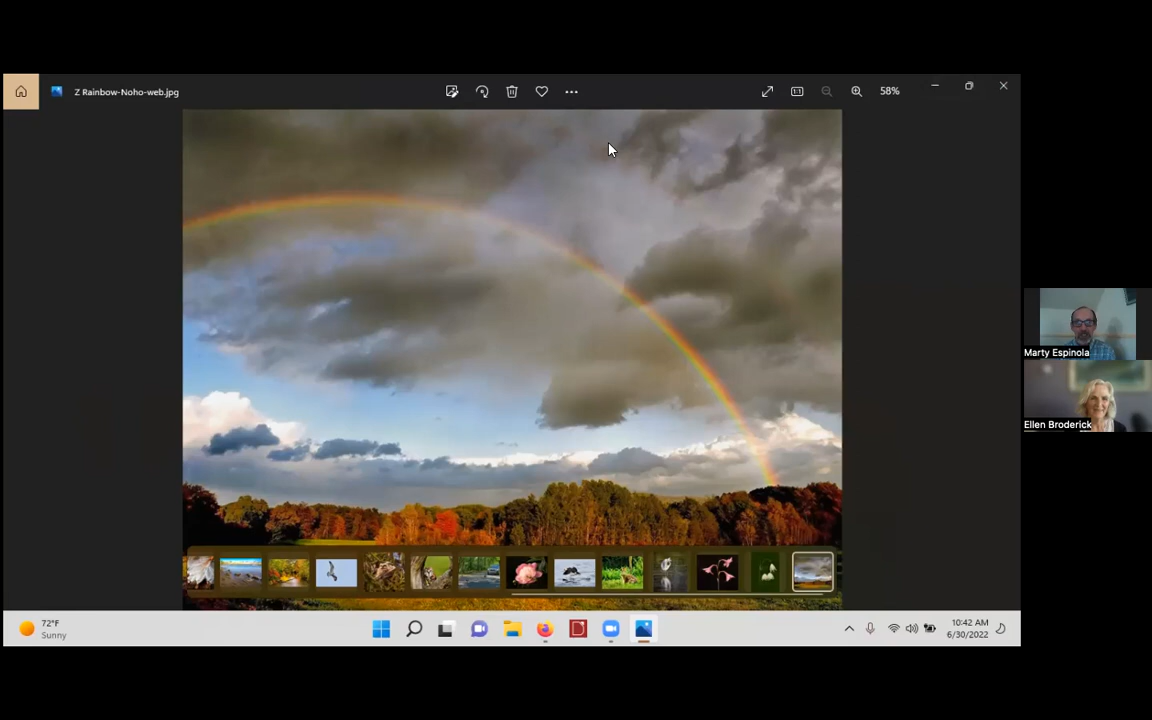 Z Rainbow-Noho-web.jpg
58%
Marty Espinola
Ellen Broderick
72°F
Sunny
10:42 AM
6/30/2022